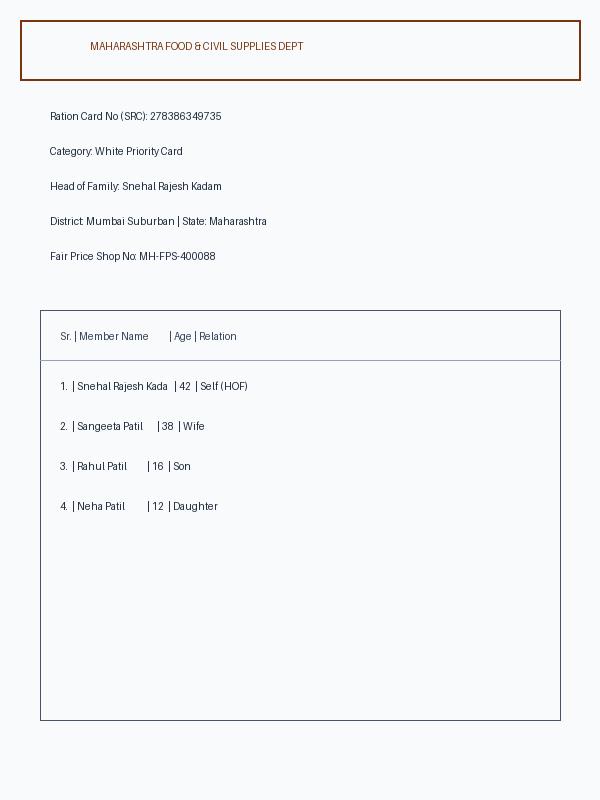 MAHARASHTRA FOOD & CIVIL SUPPLIES DEPT
Ration Card No (SRC): 278386349735
Category: White Priority Card
Head of Family: Snehal Rajesh Kadam
District: Mumbai Suburban | State: Maharashtra
Fair Price Shop No: MH-FPS-400088
Sr. | Member Name | Age | Relation
1. | Snehal Rajesh Kada | 42 | Self (HOF)
2. | Sangeeta Patil | 38 | Wife
3. | Rahul Patil | 16 | Son
4. | Neha Patil | 12 | Daughter